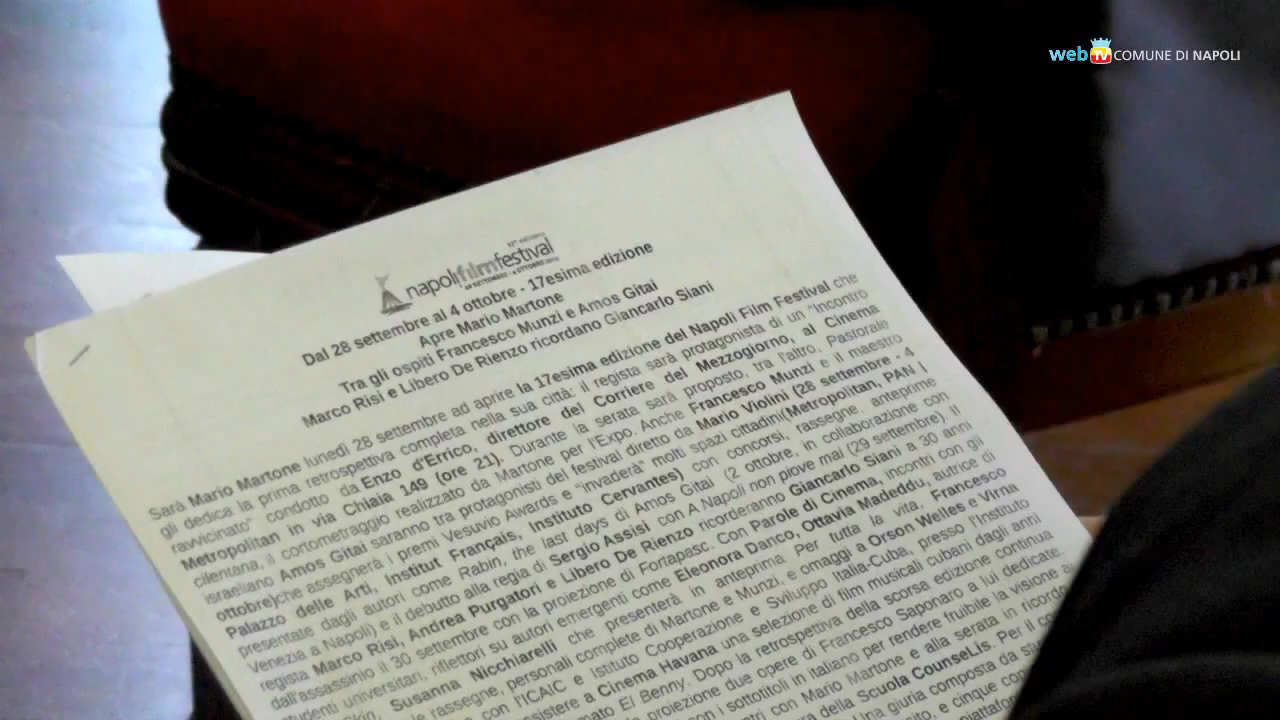 web TV COMUNE DI NAPOLI
napolifilmfestival
Dal 28 settembre al 4 ottobre - 17esima edizione
Apre Mario Martone
Tra gli ospiti Francesco Munzi e Amos Gitai
Marco Risi e Libero De Rienzo ricordano Giancarlo Siani
Sarà Mario Martone lunedì 28 settembre ad aprire la 17esima edizione del Napoli Film Festival che
gli dedica la prima retrospettiva completa nella sua città: il regista sarà protagonista di un "Incontro
ravvicinato" condotto da Enzo d'Errico, direttore del Corriere del Mezzogiorno, al Cinema
Metropolitan in via Chiaia 149 (ore 21). Durante la serata sarà proposto, tra l'altro, Pastorale
cilentana, il cortometraggio realizzato da Martone per l'Expo. Anche Francesco Munzi e il maestro
israeliano Amos Gitai saranno tra protagonisti del festival diretto da Mario Violini (28 settembre - 4
ottobre)che assegnerà i premi Vesuvio Awards e "invaderà" molti spazi cittadini(Metropolitan, PAN |
Palazzo delle Arti, Institut Français, Instituto Cervantes) con concorsi, rassegne, anteprime
presentate dagli autori come Rabin, the last days di Amos Gitai (2 ottobre, in collaborazione con
Venezia a Napoli) e il debutto alla regia di Sergio Assisi con A Napoli non piove mai (29 settembre). Il
regista Marco Risi, Andrea Purgatori e Libero De Rienzo ricorderanno Giancarlo Siani a 30 anni
dall'assassinio il 30 settembre con la proiezione di Fortapasc. Con Parole di Cinema, incontri con gli
studenti universitari, riflettori su autori emergenti come Eleonora Danco, Ottavia Madeddu, autrice di
Skin, Susanna Nicchiarelli che presenterà in anteprima Per tutta la vita, Francesco
le rassegne, personali complete di Martone e Munzi, e omaggi a Orson Welles e Virna
con l'ICAIC e Istituto Cooperazione e Sviluppo Italia-Cuba, presso l'Instituto
assistere a Cinema Havana una selezione di film musicali cubani dagli anni
El Benny. Dopo la retrospettiva della scorsa edizione continua
proiezione due opere di Francesco Saponaro a lui dedicate.
con i sottotitoli in italiano per rendere fruibile la visione
con Mario Martone e alla serata in ricordo
della Scuola CounseLis. Per il
Una giuria composta da
e cinque